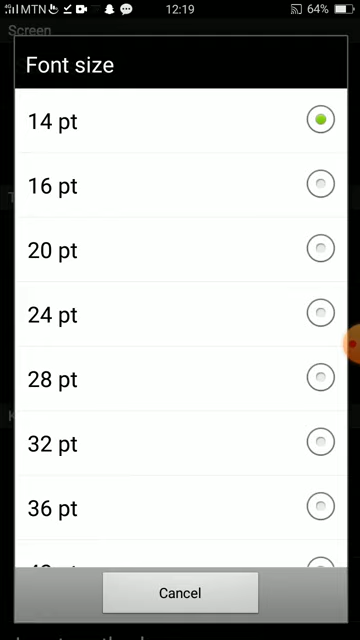 MTN 12:19 64%
Screen
Font size
14 pt
16 pt
20 pt
24 pt
28 pt
32 pt
36 pt
Cancel